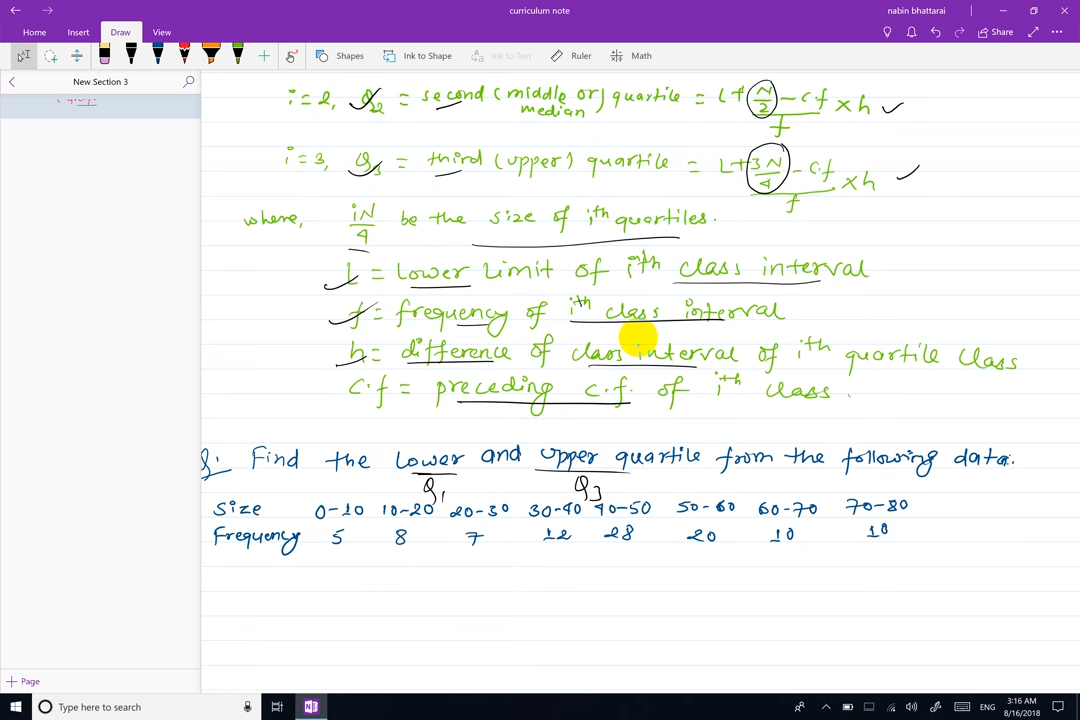 curriculum note
nabin bhattarai
Home Insert Draw View
Share
Shapes Ink to Shape Ink to Text Ruler Math
New Section 3
i=2, Q2 = second (middle or) quartile = L + N/2 - c.f / f × h
median
i=3, Q3 = third (upper) quartile = L + 3N/4 - c.f / f × h
where, iN/4 be the size of ith quartiles.
L = Lower Limit of ith class interval
f = frequency of ith class interval
h = difference of class interval of ith quartile class
C.f = preceding c.f. of ith class.
Q. Find the lower and upper quartile from the following data.
Q1 Q3
Size 0-10 10-20 20-30 30-40 40-50 50-60 60-70 70-80
Frequency 5 8 7 12 28 20 10 10
+ Page
Type here to search
ENG
3:16 AM
8/16/2018